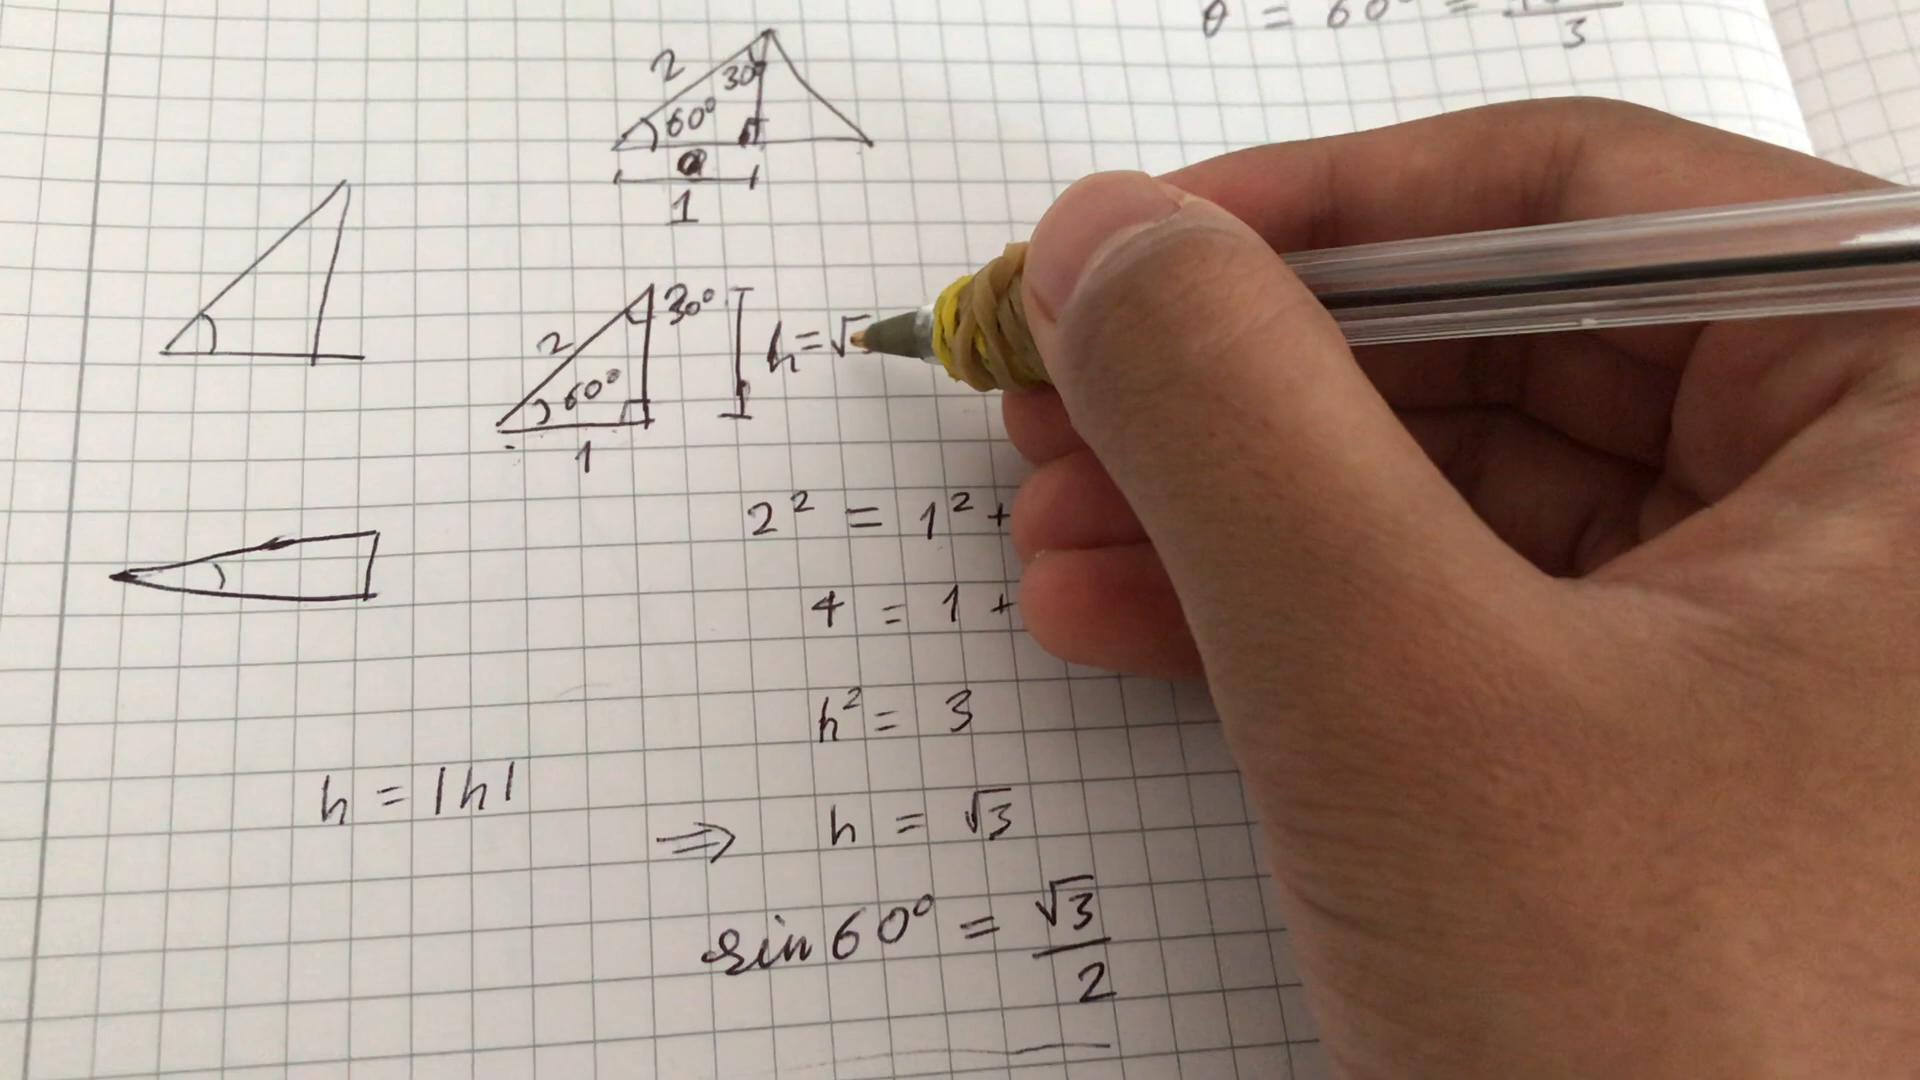 θ = 60° =
3
2
30°
60°
1
30°
2
h = √
60°
1
2² = 1² +
4 = 1 +
h² = 3
h = |h|
⇒ h = √3
sin 60° = √3/2